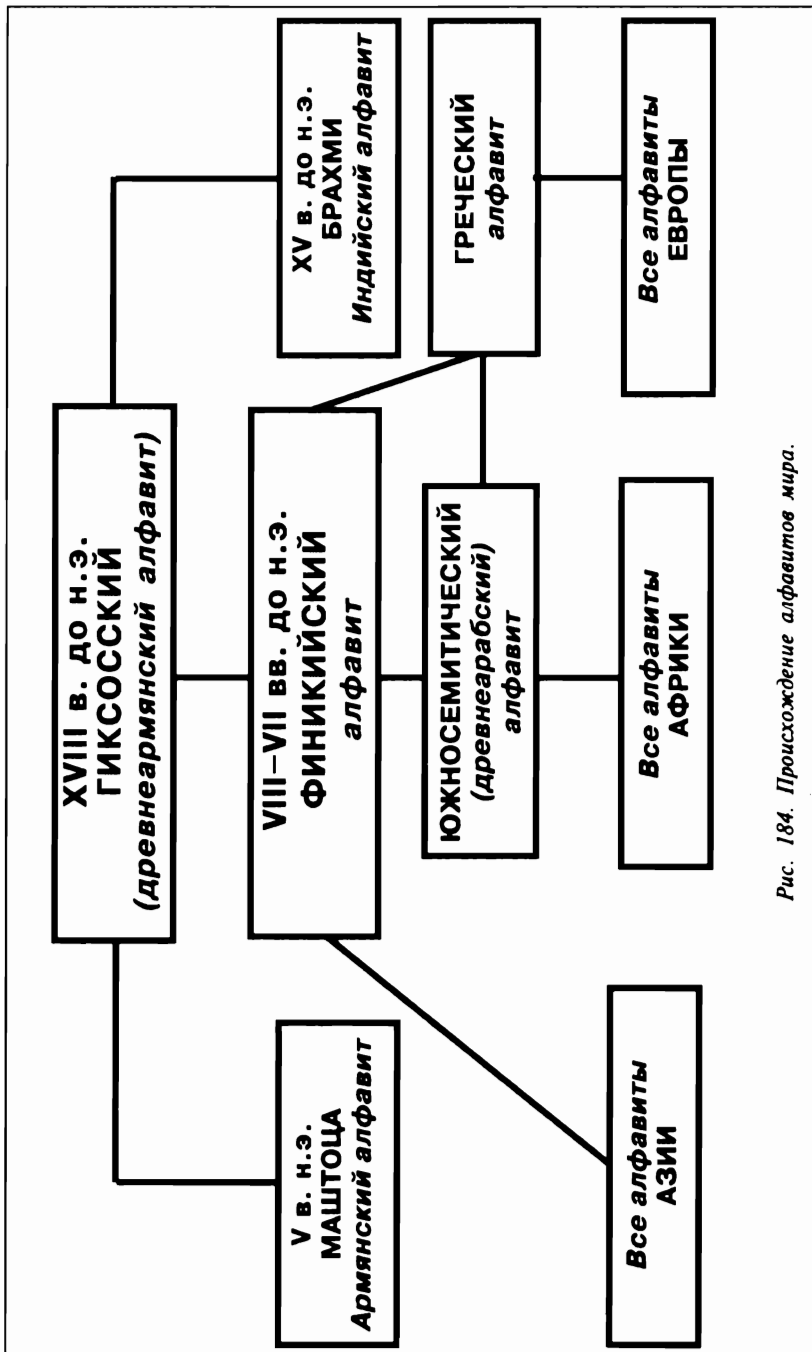 XVIII в. до н.э.
ГИКСОССКИЙ
(древнеармянский алфавит)
V в. н.э.
МАШТОЦА
Армянский алфавит
VIII–VII вв. до н.э.
ФИНИКИЙСКИЙ
алфавит
XV в. до н.э.
БРАХМИ
Индийский алфавит
ЮЖНОСЕМИТИЧЕСКИЙ
(древнеарабский)
алфавит
ГРЕЧЕСКИЙ
алфавит
Все алфавиты
АЗИИ
Все алфавиты
АФРИКИ
Все алфавиты
ЕВРОПЫ
Рис. 184. Происхождение алфавитов мира.